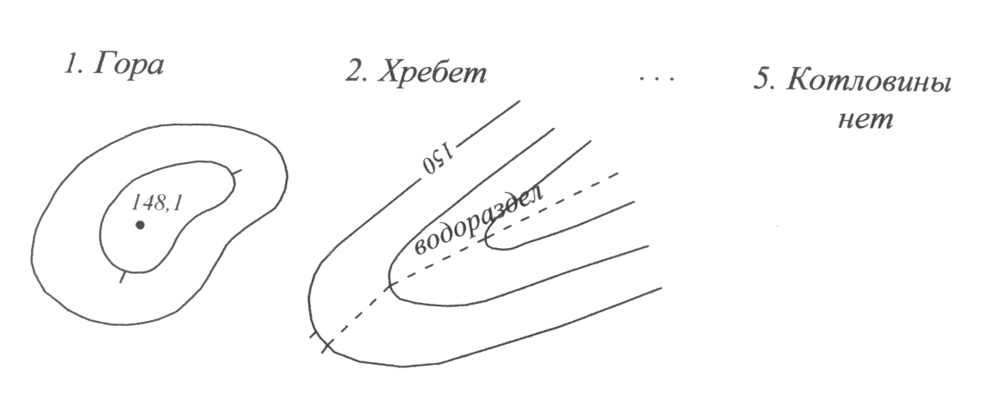 1. Гора
2. Хребет
. . .
5. Котловины
нет
148,1
150
водораздел